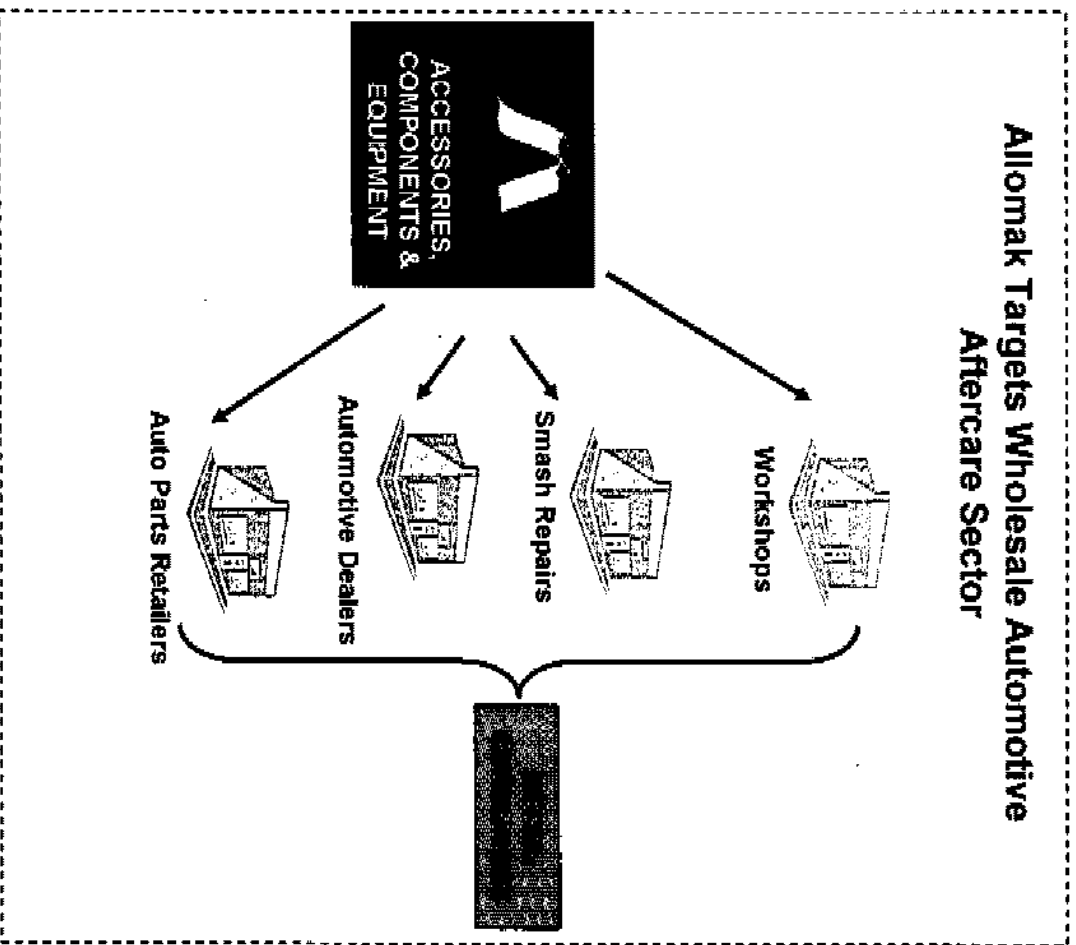 Allomak Targets Wholesale Automotive
Aftercare Sector
ACCESSORIES,
COMPONENTS &
EQUIPMENT
Workshops
Smash Repairs
Automotive Dealers
Auto Parts Retailers